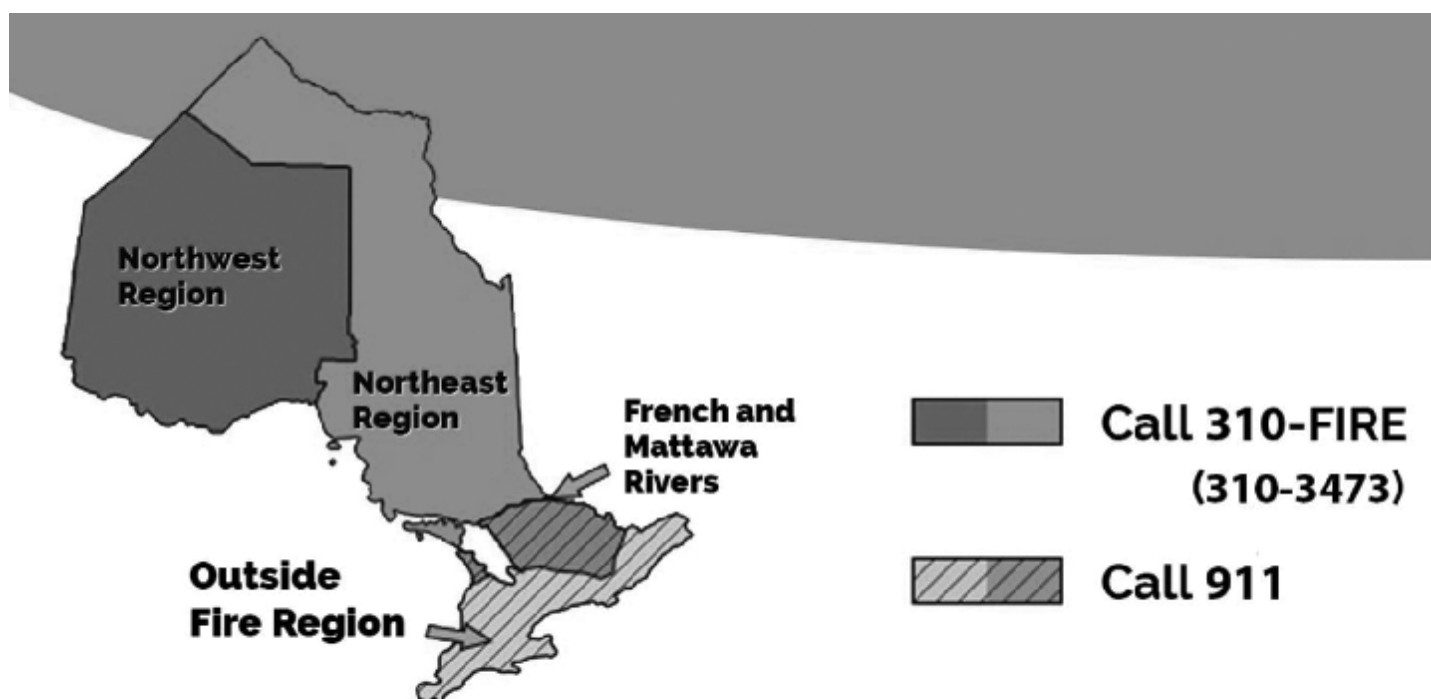 Northwest
Region
Northeast
Region
French and
Mattawa
Rivers
Outside
Fire Region
Call 310-FIRE
(310-3473)
Call 911